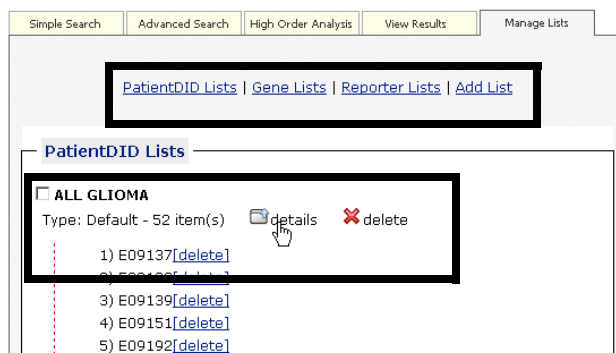 Simple Search Advanced Search High Order Analysis View Results Manage Lists
PatientDID Lists | Gene Lists | Reporter Lists | Add List
PatientDID Lists
ALL GLIOMA
Type: Default - 52 item(s) details delete
1) E09137[delete]
[delete]
3) E09139[delete]
4) E09151[delete]
5) E09192[delete]